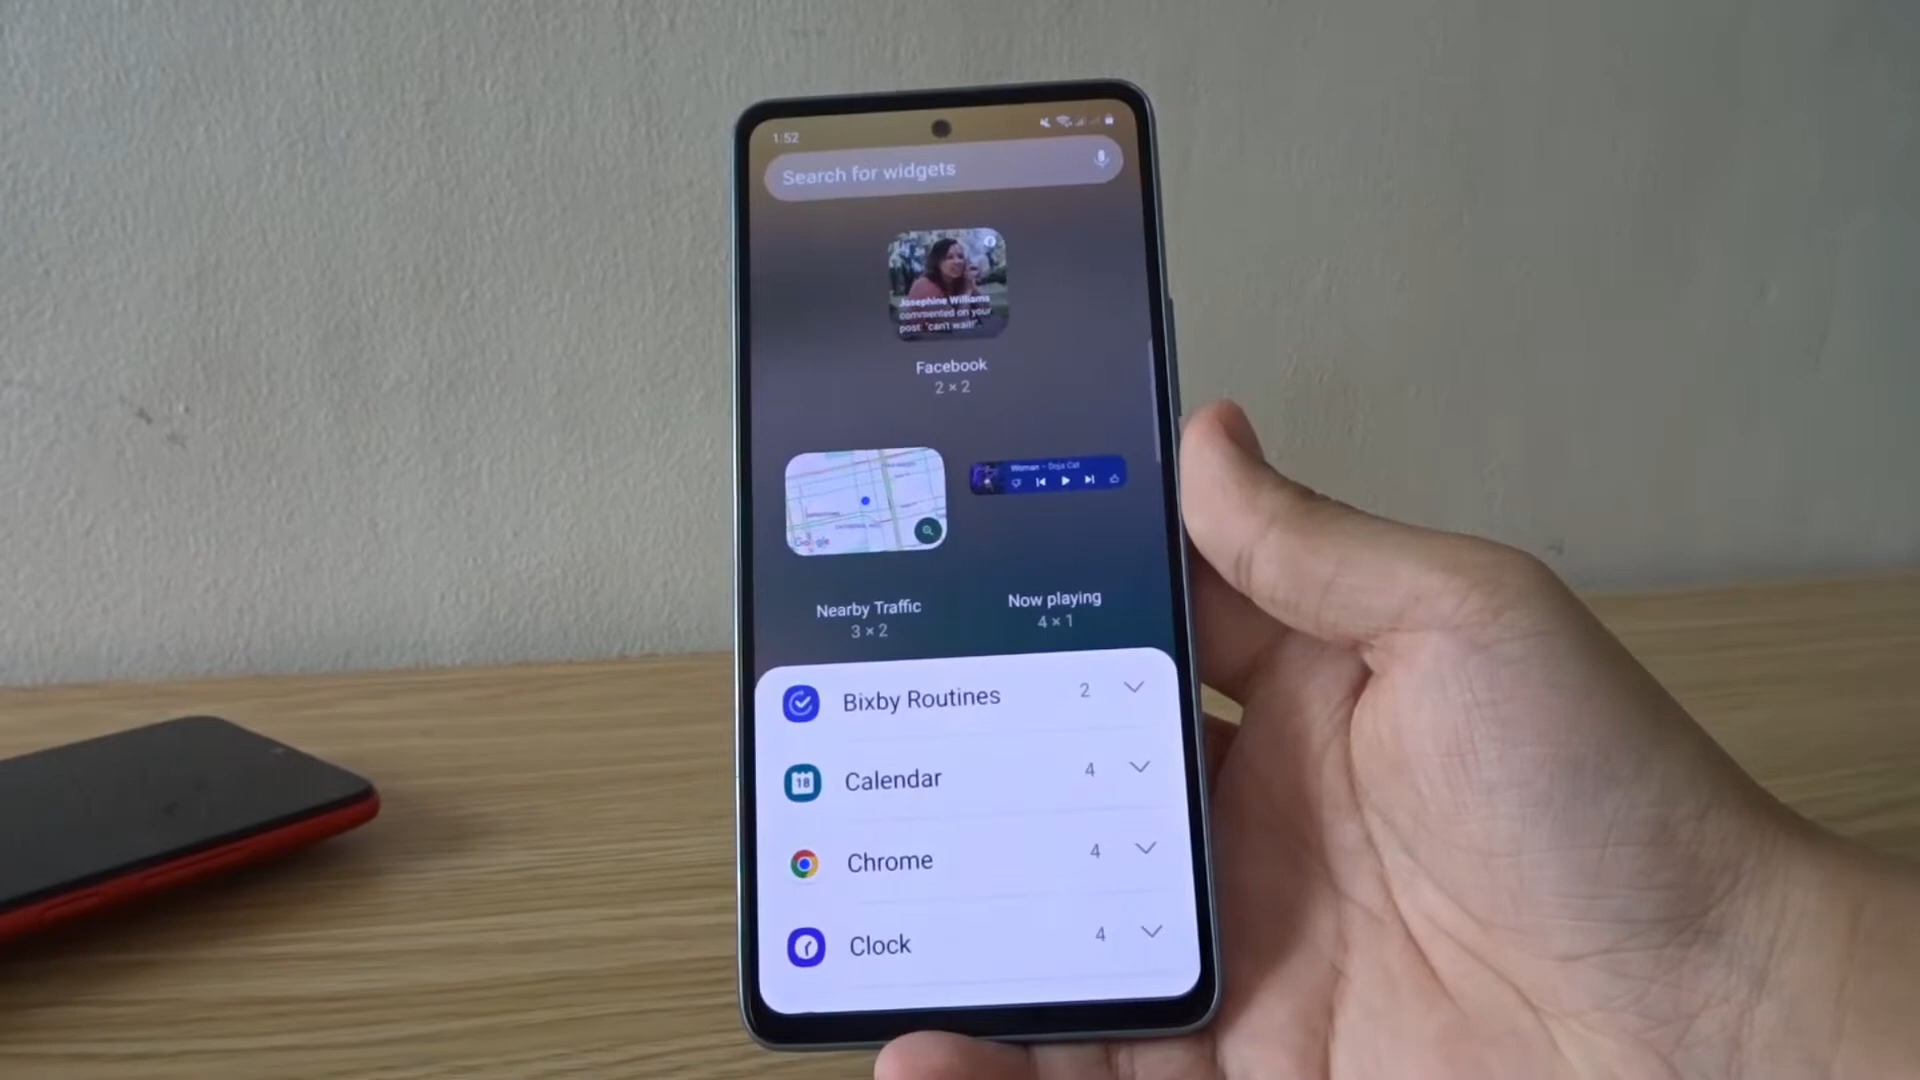 1:52
Search for widgets
Josephine Williams
commented on your
post: "can't wait!"
Facebook
2 × 2
Google
Woman - Doja Cat
Nearby Traffic
3 × 2
Now playing
4 × 1
Bixby Routines 2
18
Calendar 4
Chrome 4
Clock 4